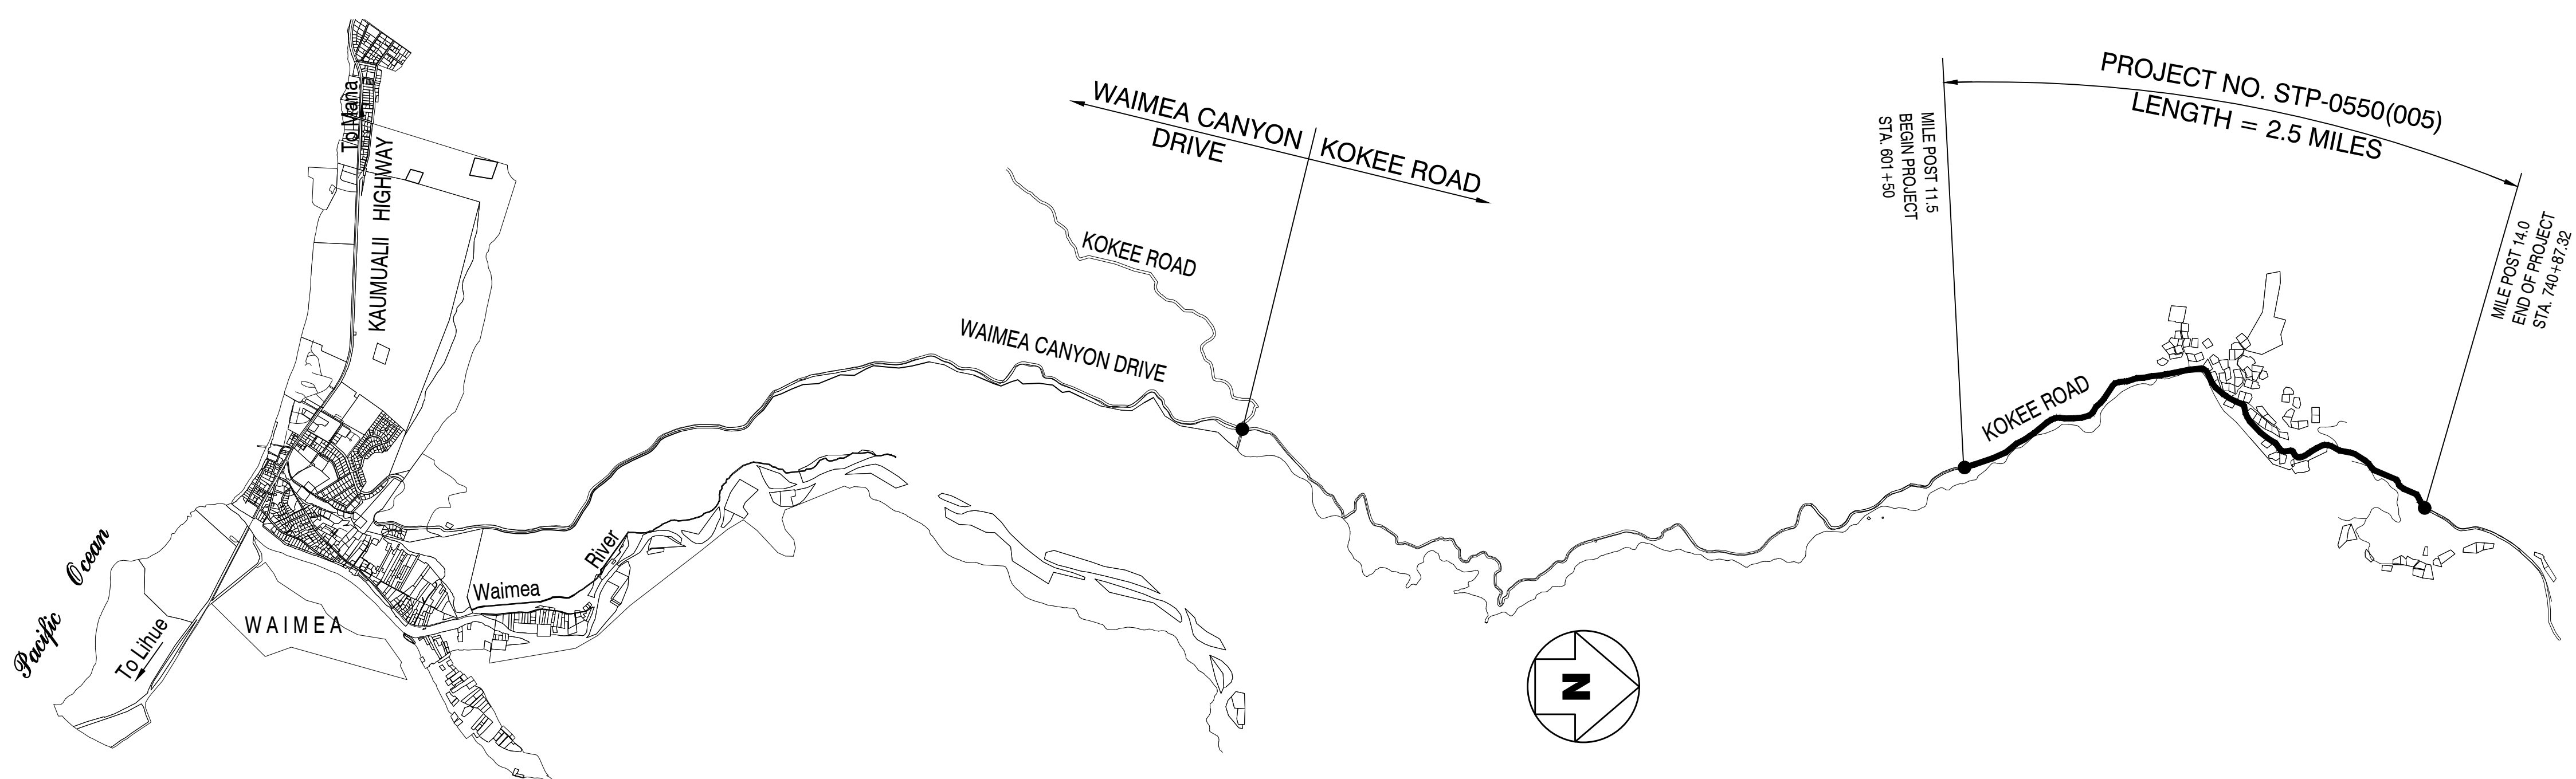 To Mana
KAUMUALII HIGHWAY
WAIMEA CANYON
DRIVE
KOKEE ROAD
KOKEE ROAD
WAIMEA CANYON DRIVE
PROJECT NO. STP-0550(005)
LENGTH = 2.5 MILES
MILE POST 11.5
BEGIN PROJECT
STA. 601+50
MILE POST 14.0
END OF PROJECT
STA. 740+87.32
KOKEE ROAD
Pacific Ocean
To Lihue
WAIMEA
Waimea River
N